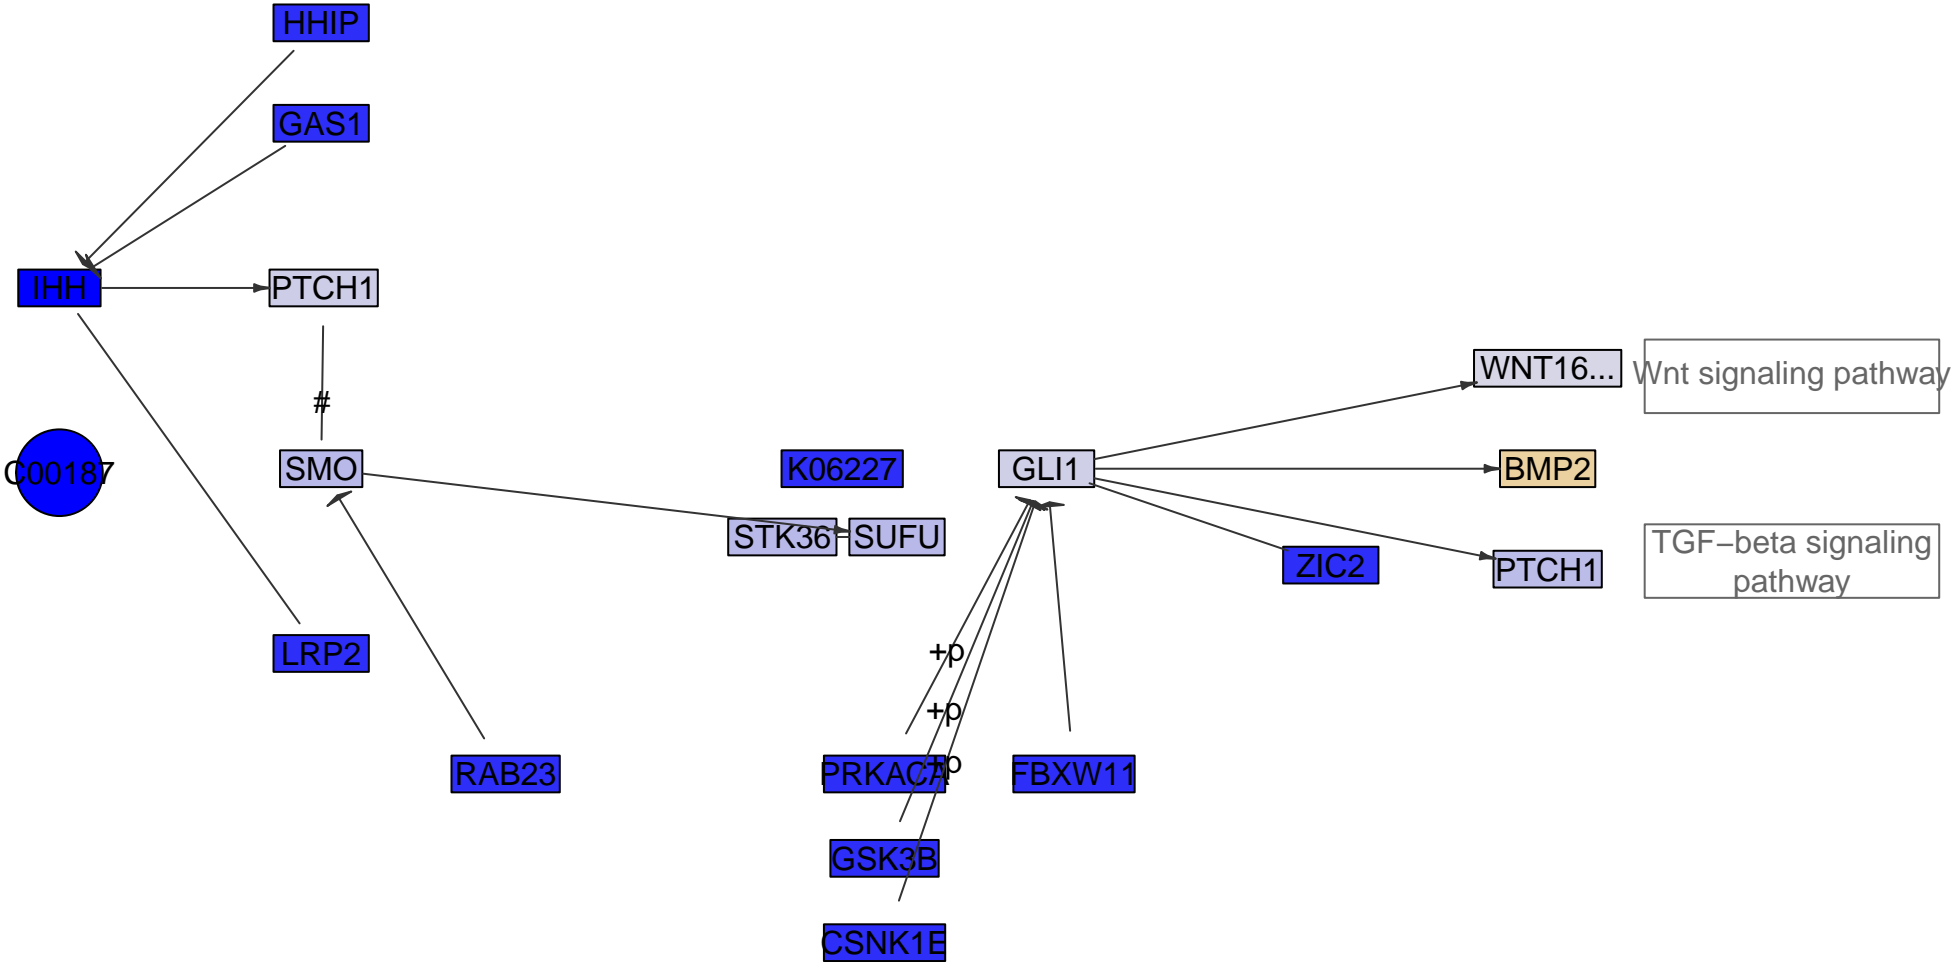 HHIP
GAS1
IHH
PTCH1
#
WNT16...
Wnt signaling pathway
C00187
SMO
K06227
GLI1
BMP2
STK36
SUFU
ZIC2
PTCH1
TGF−beta signaling
pathway
LRP2
+p
+p
+p
RAB23
PRKACA
FBXW11
GSK3B
CSNK1E